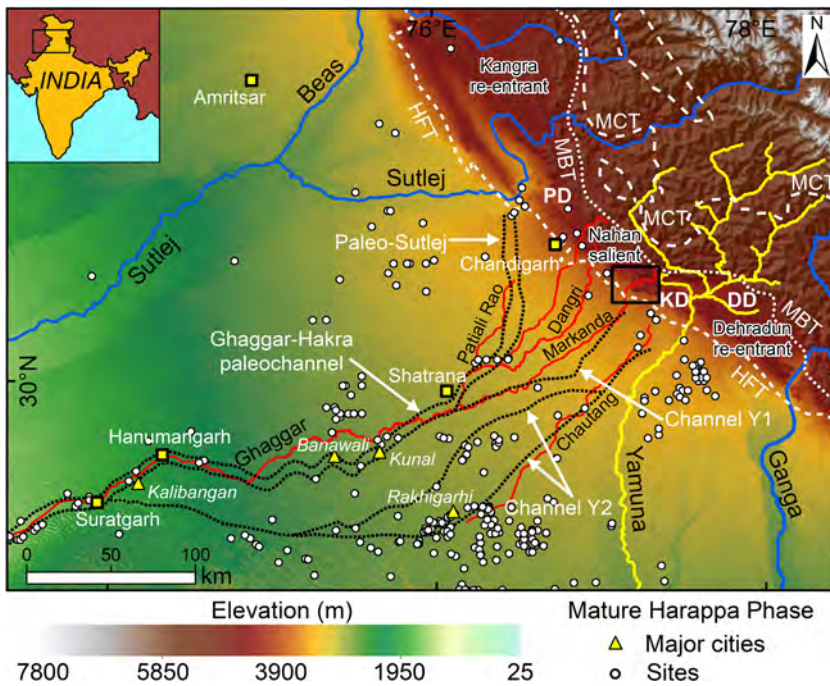 76°E
78°E
N
INDIA
Amritsar
Beas
Kangra
re-entrant
HFT
MCT
MBT
Sutlej
PD
MCT
MCT
Paleo-Sutlej
Nahan
salient
Chandigarh
Sutlej
Patiali Rao
Dangri
KD
DD
MBT
Ghaggar-Hakra
paleochannel
Markanda
Dehradun
re-entrant
30°N
Shatrana
HFT
Chautang
Channel Y1
Hanumangarh
Ghaggar
Banawali
Kunal
Yamuna
Ganga
Kalibangan
Rakhigarhi
Channel Y2
Suratgarh
0 50 100
km
Elevation (m)
7800 5850 3900 1950 25
Mature Harappa Phase
Major cities
Sites